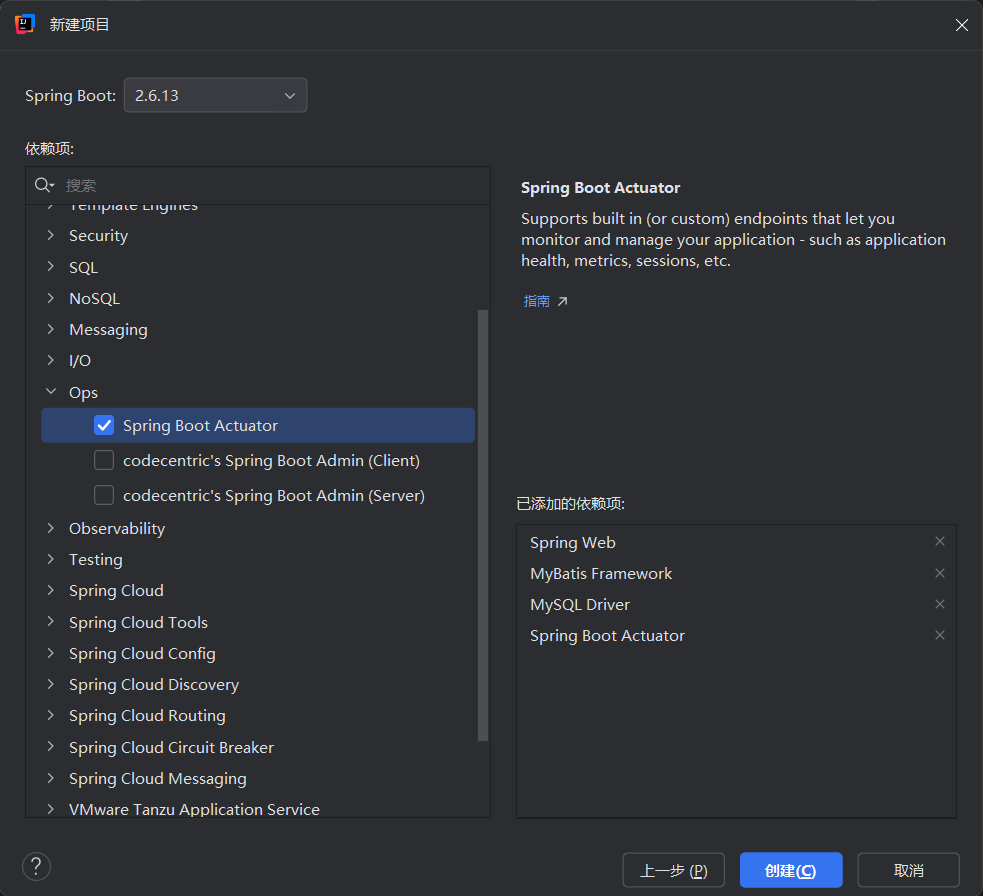 新建项目
Spring Boot: 2.6.13
依赖项:
搜索
Template Engines
Security
SQL
NoSQL
Messaging
I/O
Ops
Spring Boot Actuator
codecentric's Spring Boot Admin (Client)
codecentric's Spring Boot Admin (Server)
Observability
Testing
Spring Cloud
Spring Cloud Tools
Spring Cloud Config
Spring Cloud Discovery
Spring Cloud Routing
Spring Cloud Circuit Breaker
Spring Cloud Messaging
VMware Tanzu Application Service
Spring Boot Actuator
Supports built in (or custom) endpoints that let you
monitor and manage your application - such as application
health, metrics, sessions, etc.
指南
已添加的依赖项:
Spring Web
MyBatis Framework
MySQL Driver
Spring Boot Actuator
?
上一步 (P)
创建(C)
取消